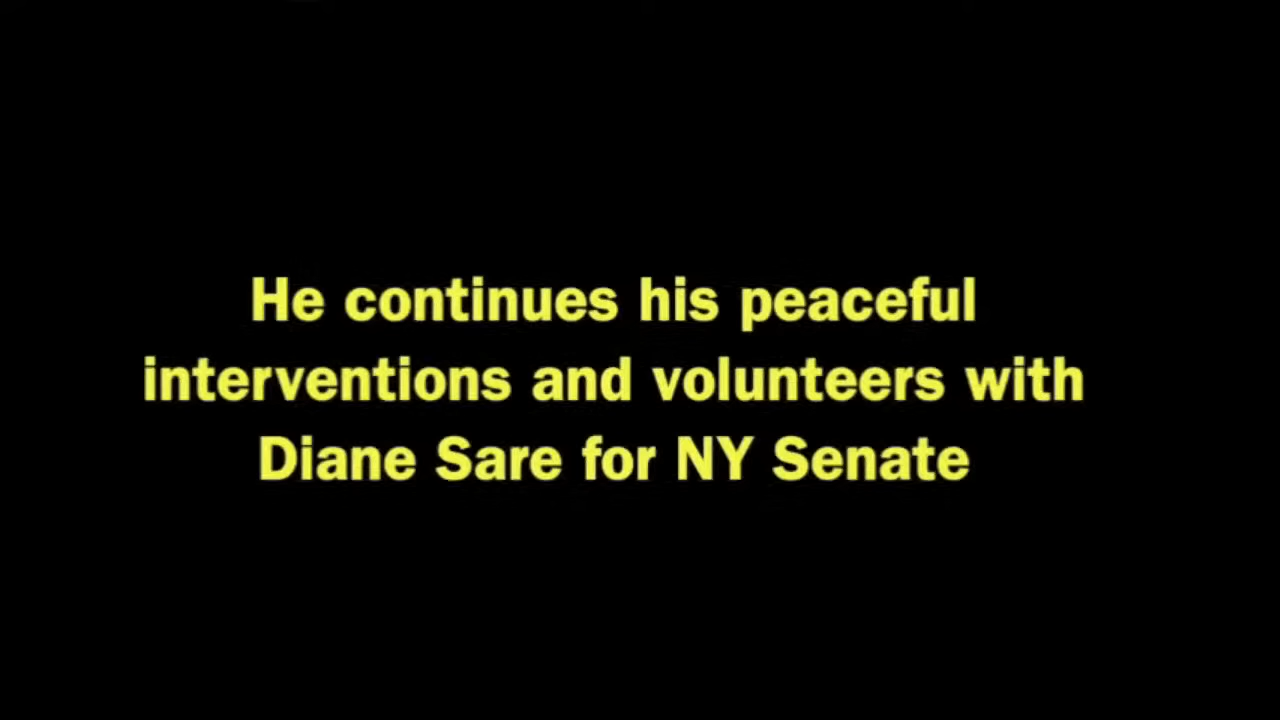 He continues his peaceful
interventions and volunteers with
Diane Sare for NY Senate